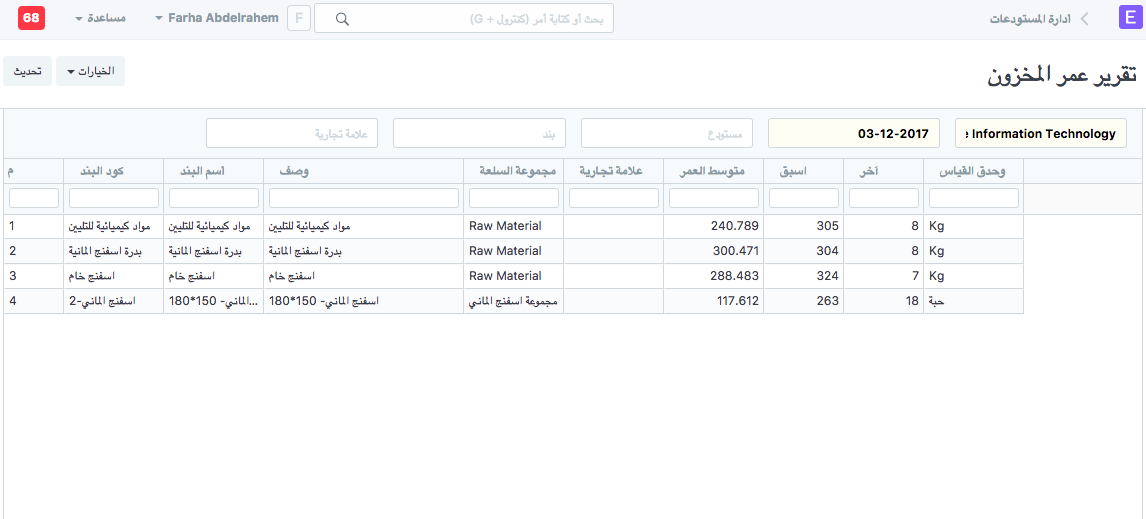 E
ادارة المستودعات
بحث أو كتابة أمر (كنترول + G)
F
Farha Abdelrahem
مساعدة
68
تقرير عمر المخزون
الخيارات
تحديث
Information Technology
03-12-2017
مستودع
بند
علامة تجارية
م كود البند اسم البند وصف مجموعة السلعة علامة تجارية متوسط العمر اسبق آخر وحدق القياس
1 مواد كيميائية للتليين مواد كيميائية للتليين مواد كيميائية للتليين Raw Material 240.789 305 8 Kg
2 بدرة اسفنج المانية بدرة اسفنج المانية بدرة اسفنج المانية Raw Material 300.471 304 8 Kg
3 اسفنج خام اسفنج خام اسفنج خام Raw Material 288.483 324 7 Kg
4 اسفنج الماني-2 ...الماني- 150*180 اسفنج الماني- 150*180 مجموعة اسفنج الماني 117.612 263 18 حبة